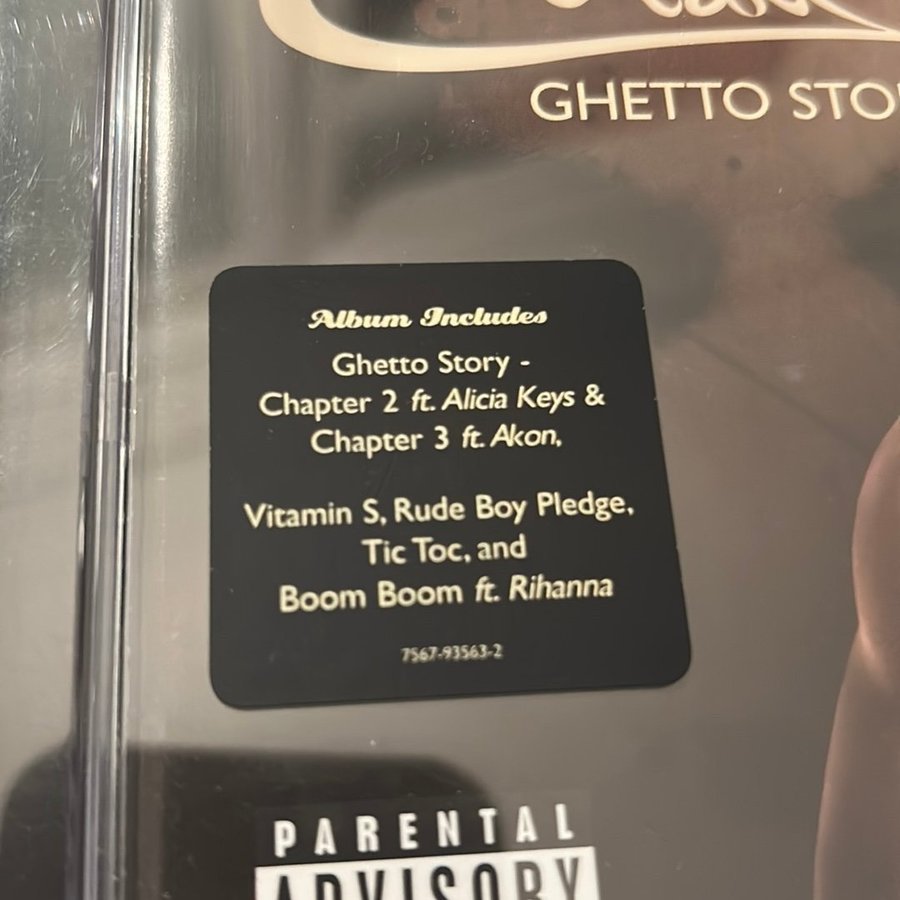 GHETTO STO
Album Includes
Ghetto Story -
Chapter 2 ft. Alicia Keys &
Chapter 3 ft. Akon,
Vitamin S, Rude Boy Pledge,
Tic Toc, and
Boom Boom ft. Rihanna
7567-93563-2
PARENTAL
ADVISORY